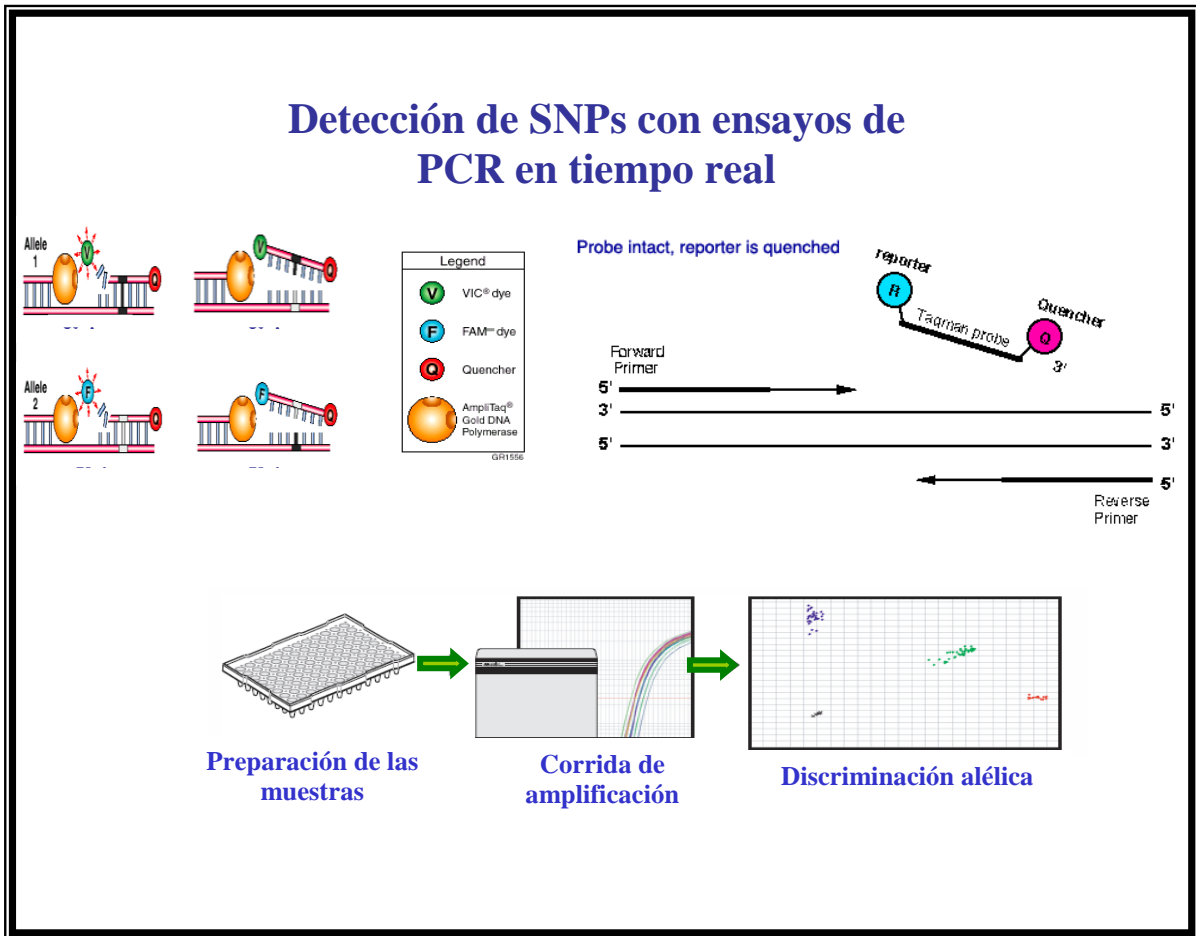 Detección de SNPs con ensayos de
PCR en tiempo real
Allele
1
V
Q
V
Q
Allele
2
F
Q
F
Q
Legend
V VIC® dye
F FAM™ dye
Q Quencher
AmpliTaq®
Gold DNA
Polymerase
GR1556
Probe intact, reporter is quenched
reporter
R
Taqman probe
Quencher
Q
3'
Forward
Primer
5'
3' 5'
5' 3'
5'
Reverse
Primer
Preparación de las
muestras
Corrida de
amplificación
Discriminación alélica